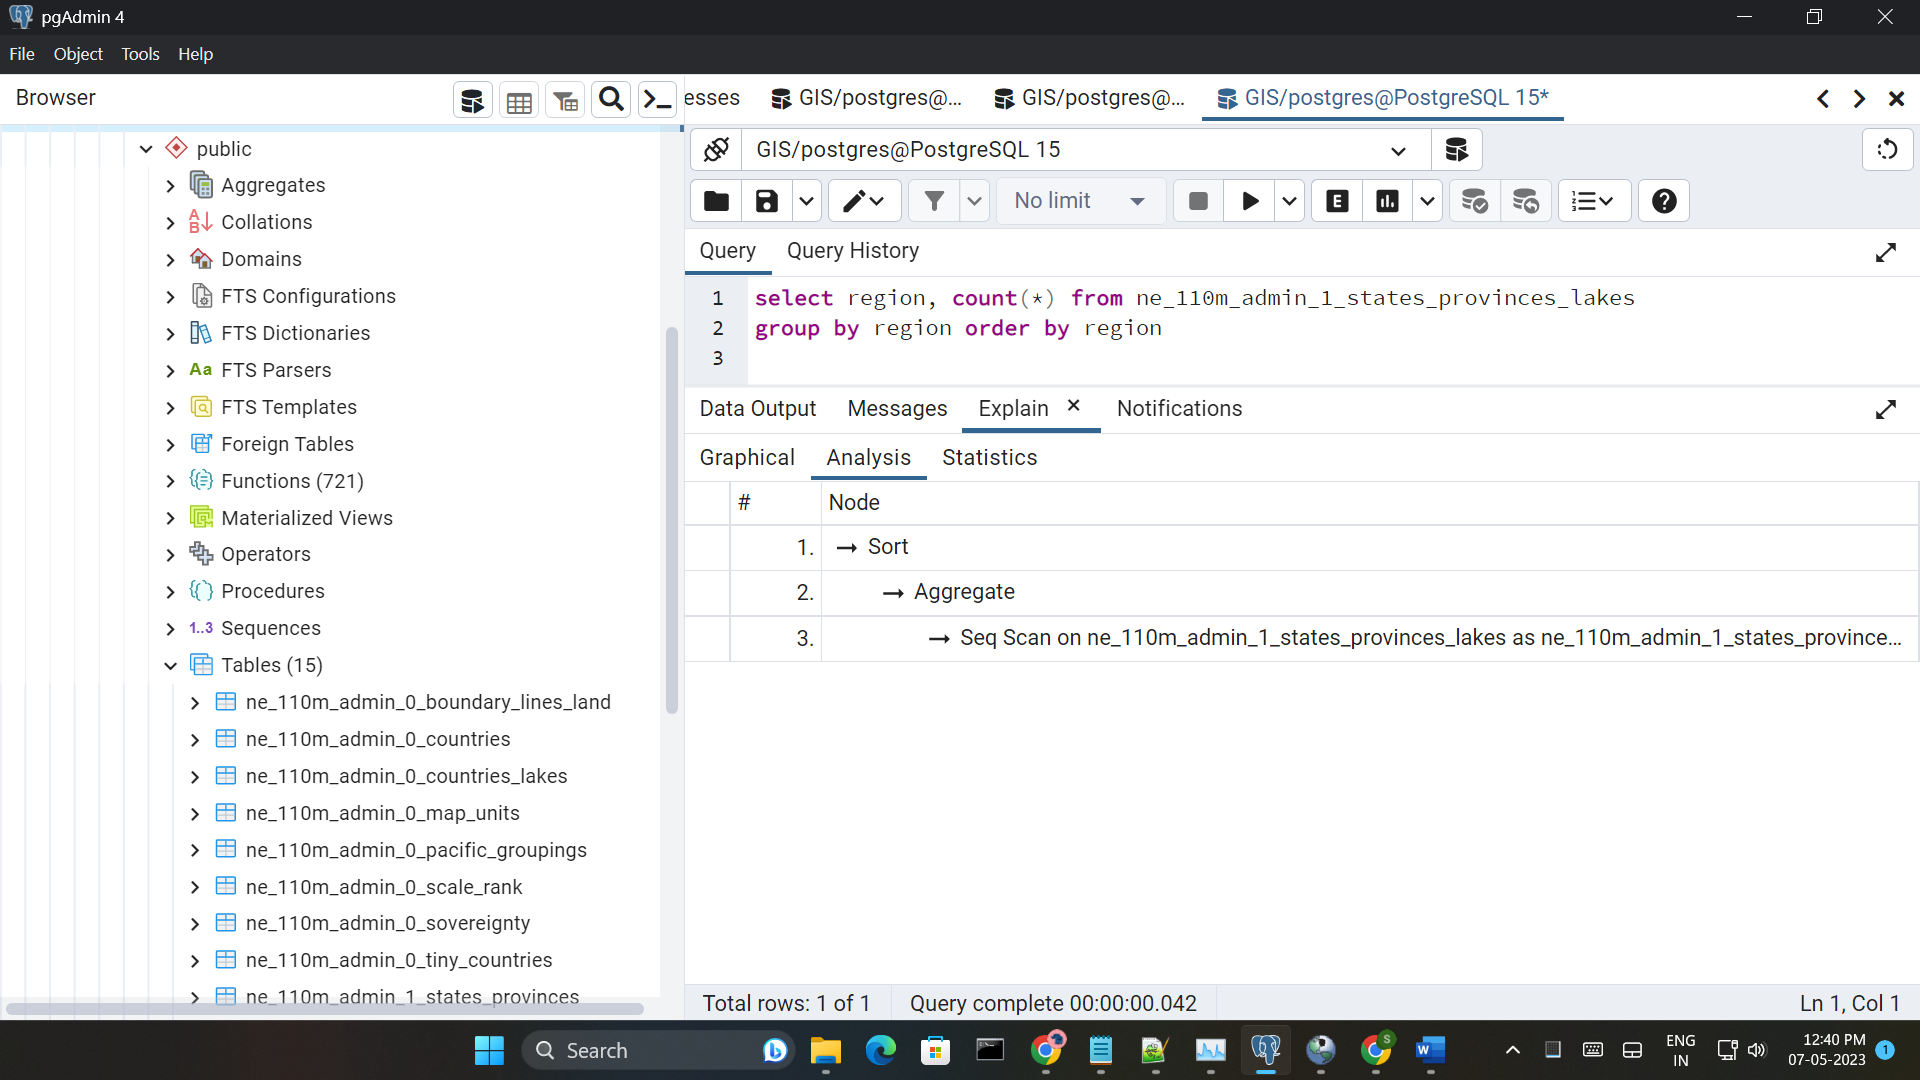 pgAdmin 4
File Object Tools Help
Browser
esses
GIS/postgres@...
GIS/postgres@...
GIS/postgres@PostgreSQL 15*
public
Aggregates
Collations
Domains
FTS Configurations
FTS Dictionaries
Aa FTS Parsers
FTS Templates
Foreign Tables
Functions (721)
Materialized Views
Operators
Procedures
1..3 Sequences
Tables (15)
ne_110m_admin_0_boundary_lines_land
ne_110m_admin_0_countries
ne_110m_admin_0_countries_lakes
ne_110m_admin_0_map_units
ne_110m_admin_0_pacific_groupings
ne_110m_admin_0_scale_rank
ne_110m_admin_0_sovereignty
ne_110m_admin_0_tiny_countries
ne_110m_admin_1_states_provinces
GIS/postgres@PostgreSQL 15
No limit
E
Query Query History
1 select region, count(*) from ne_110m_admin_1_states_provinces_lakes
2 group by region order by region
3
Data Output Messages Explain Notifications
Graphical Analysis Statistics
# Node
1. → Sort
2. → Aggregate
3. → Seq Scan on ne_110m_admin_1_states_provinces_lakes as ne_110m_admin_1_states_province...
Total rows: 1 of 1 Query complete 00:00:00.042 Ln 1, Col 1
Search
ENG
IN
12:40 PM
07-05-2023
1